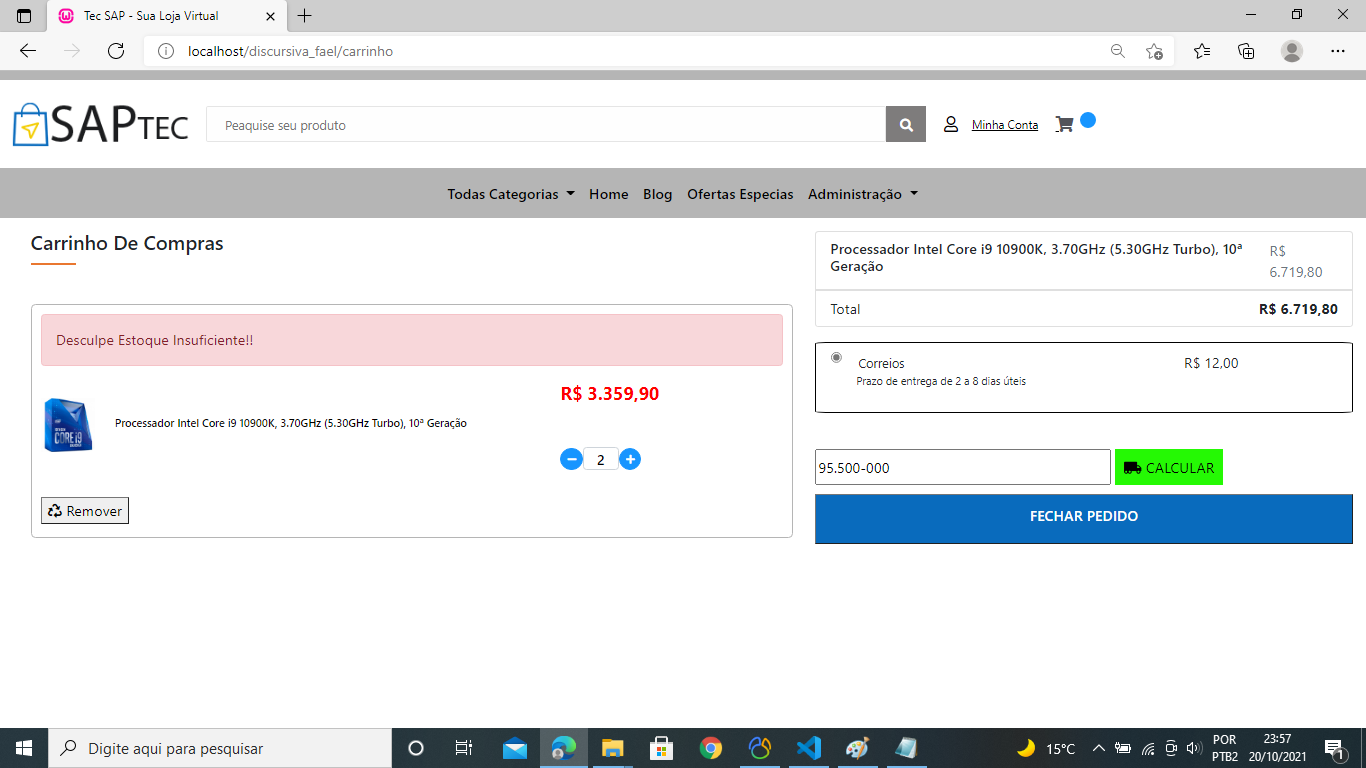 Tec SAP - Sua Loja Virtual
localhost/discursiva_fael/carrinho
SAPTEC
Peaquise seu produto
Minha Conta
Todas Categorias
Home
Blog
Ofertas Especias
Administração
Carrinho De Compras
Desculpe Estoque Insuficiente!!
R$ 3.359,90
Processador Intel Core i9 10900K, 3.70GHz (5.30GHz Turbo), 10ª Geração
2
Remover
Processador Intel Core i9 10900K, 3.70GHz (5.30GHz Turbo), 10ª
Geração
R$
6.719,80
Total
R$ 6.719,80
Correios
R$ 12,00
Prazo de entrega de 2 a 8 dias úteis
95.500-000
CALCULAR
FECHAR PEDIDO
CORE i9
Digite aqui para pesquisar
15°C
POR
PTB2
23:57
20/10/2021
1